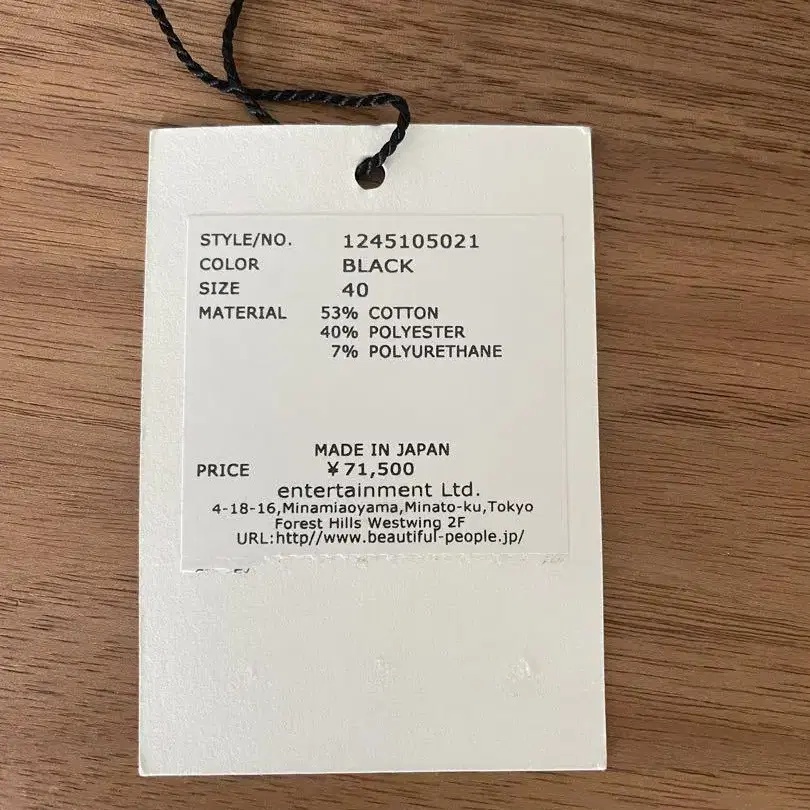 STYLE/NO. 1245105021
COLOR BLACK
SIZE 40
MATERIAL 53% COTTON
40% POLYESTER
7% POLYURETHANE
MADE IN JAPAN
PRICE ¥71,500
entertainment Ltd.
4-18-16,Minamiaoyama,Minato-ku,Tokyo
Forest Hills Westwing 2F
URL:http//www.beautiful-people.jp/